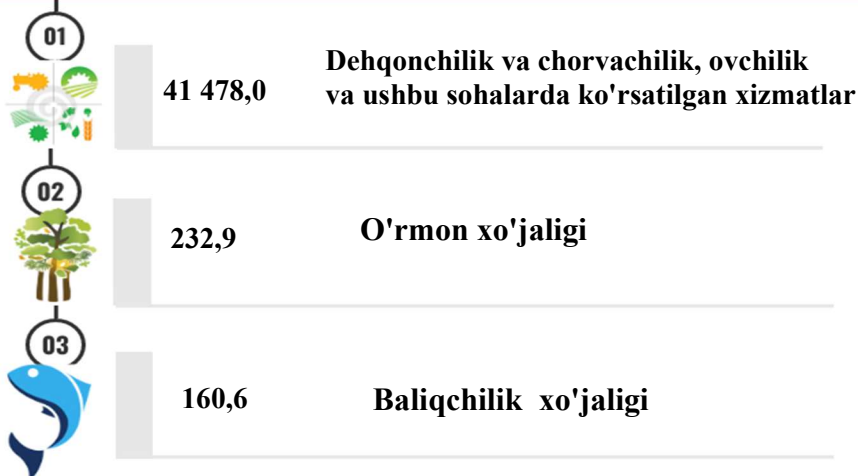 01
41 478,0
Dehqonchilik va chorvachilik, ovchilik
va ushbu sohalarda ko'rsatilgan xizmatlar
02
232,9
O'rmon xo'jaligi
03
160,6
Baliqchilik xo'jaligi